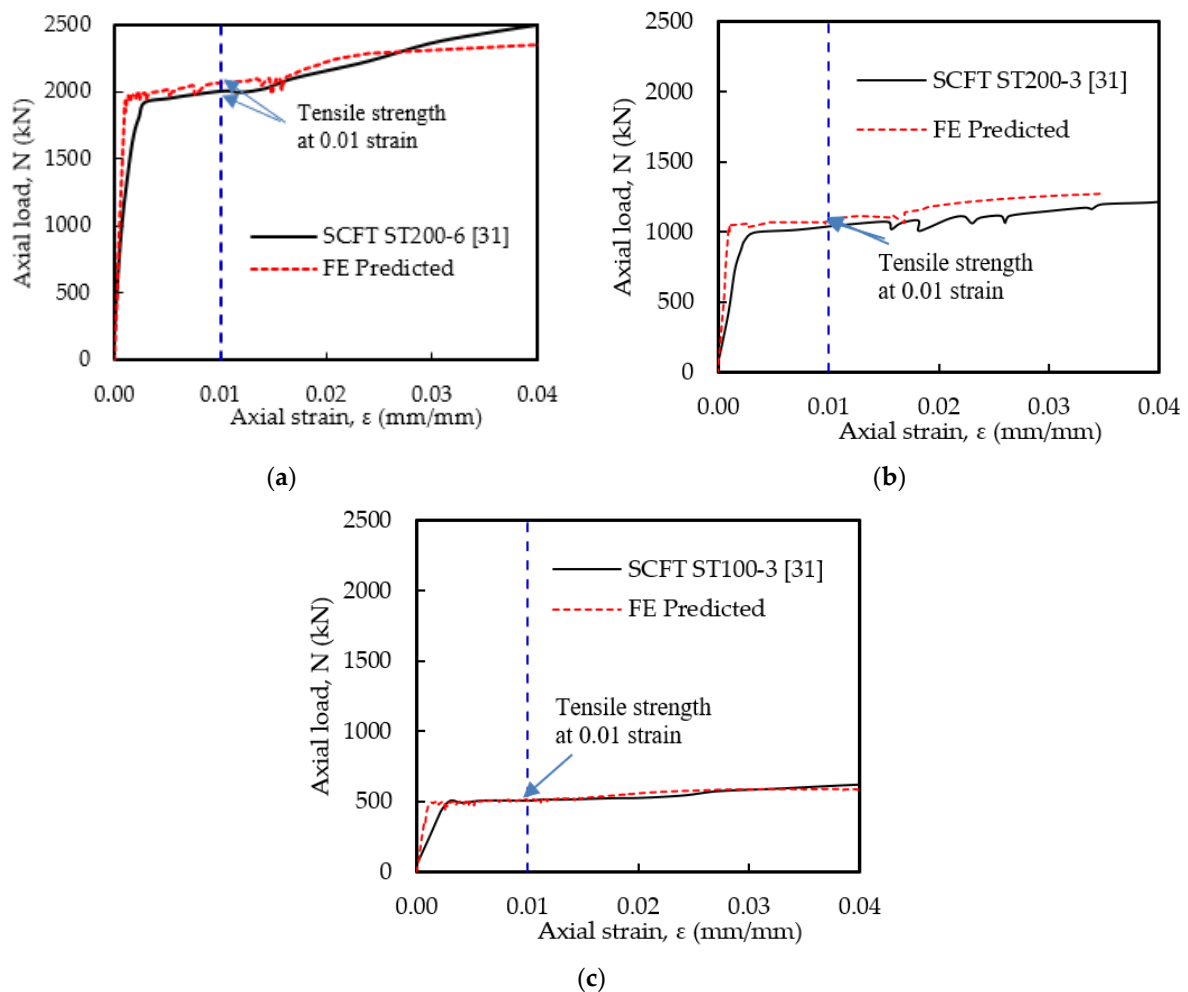 2500
2000
1500
1000
500
0
Axial load, N (kN)
Tensile strength
at 0.01 strain
SCFT ST200-6 [31]
FE Predicted
0.00 0.01 0.02 0.03 0.04
Axial strain, ε (mm/mm)
(a)
2500
2000
1500
1000
500
0
Axial load, N (kN)
SCFT ST200-3 [31]
FE Predicted
Tensile strength
at 0.01 strain
0.00 0.01 0.02 0.03 0.04
Axial strain, ε (mm/mm)
(b)
2500
2000
1500
1000
500
0
Axial load, N (kN)
SCFT ST100-3 [31]
FE Predicted
Tensile strength
at 0.01 strain
0.00 0.01 0.02 0.03 0.04
Axial strain, ε (mm/mm)
(c)